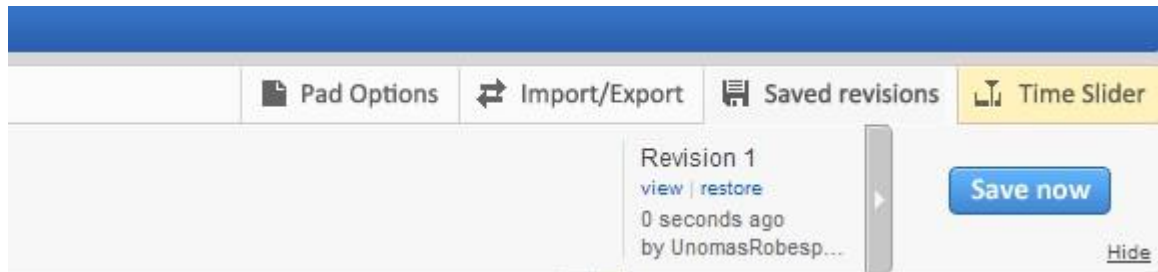 Pad Options Import/Export Saved revisions Time Slider
Revision 1
view | restore
0 seconds ago
by UnomasRobesp...
Save now
Hide